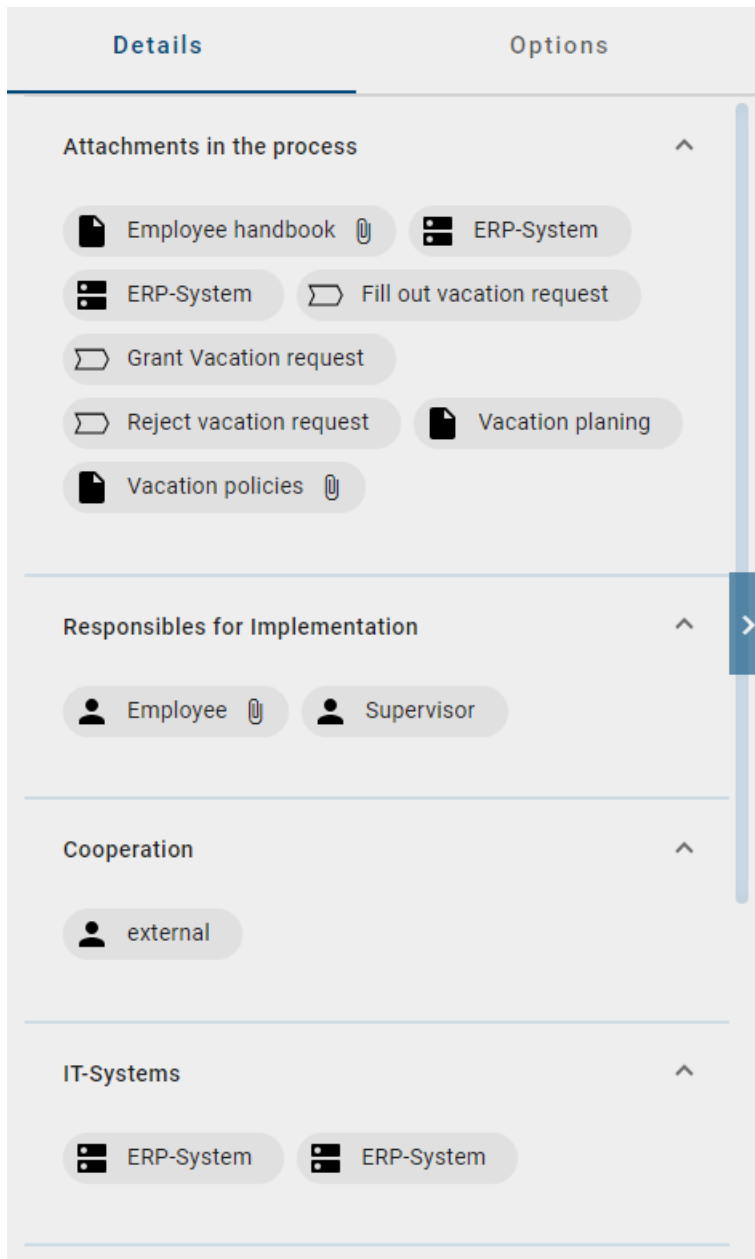 Details Options
Attachments in the process
Employee handbook ERP-System
ERP-System Fill out vacation request
Grant Vacation request
Reject vacation request Vacation planing
Vacation policies
Responsibles for Implementation
Employee Supervisor
Cooperation
external
IT-Systems
ERP-System ERP-System